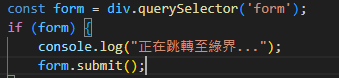 const form = div.querySelector('form');
if (form) {
console.log("正在跳轉至綠界...");
form.submit();